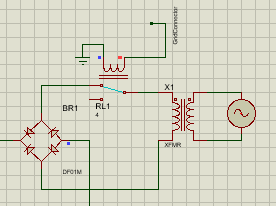 GridConnector
X1
BR1
RL1
4
XFMR
DF01M